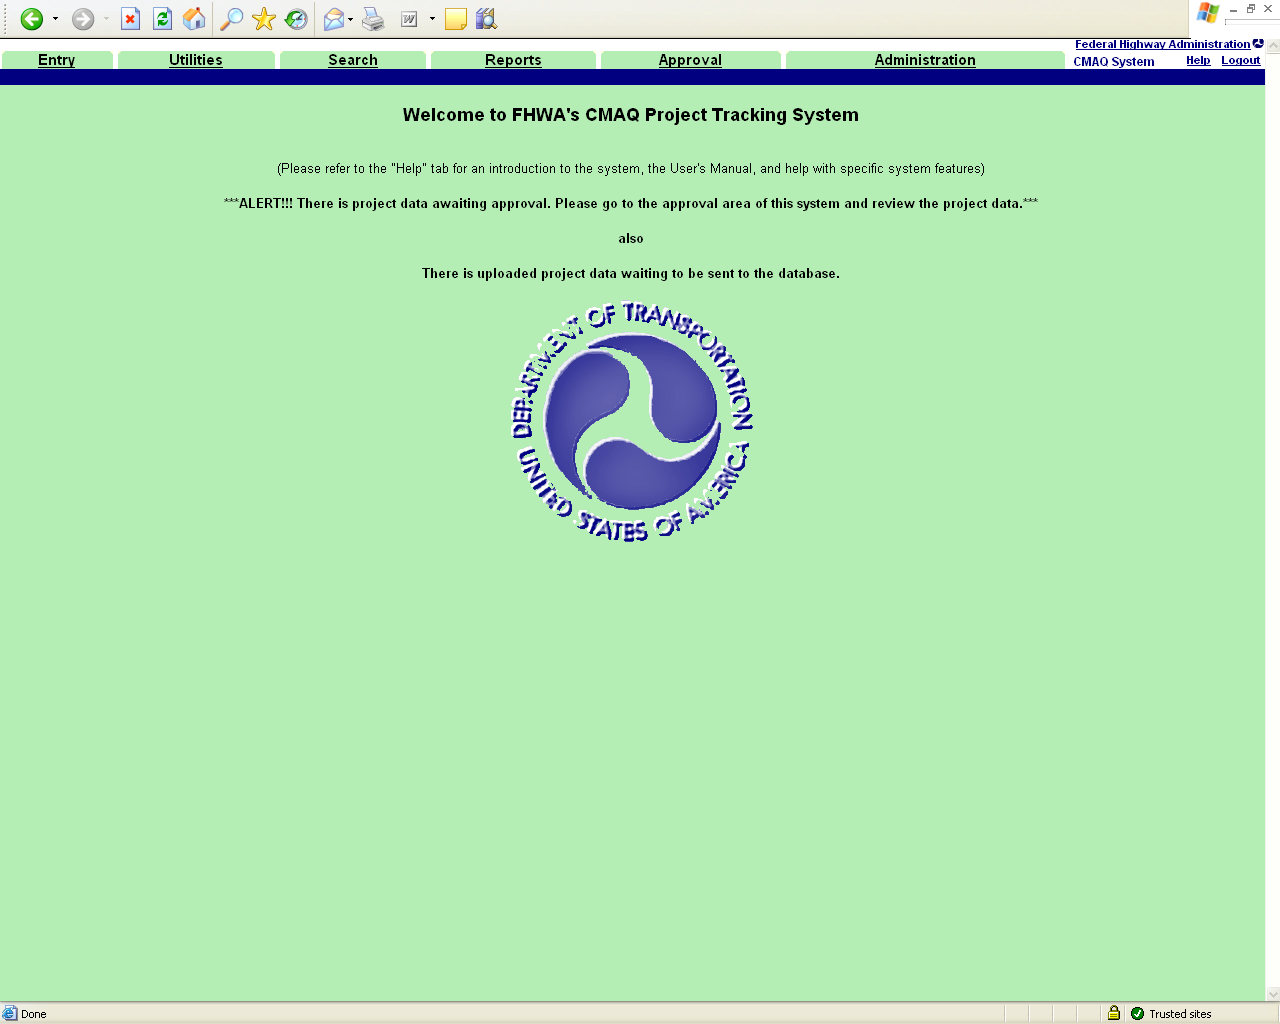 Federal Highway Administration
Entry Utilities Search Reports Approval Administration CMAQ System Help Logout
Welcome to FHWA's CMAQ Project Tracking System
(Please refer to the "Help" tab for an introduction to the system, the User's Manual, and help with specific system features)
***ALERT!!! There is project data awaiting approval. Please go to the approval area of this system and review the project data.***
also
There is uploaded project data waiting to be sent to the database.
DEPARTMENT OF TRANSPORTATION
UNITED STATES OF AMERICA
Done Trusted sites